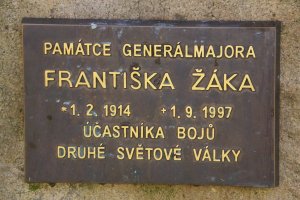 PAMÁTCE GENERÁLMAJORA
FRANTIŠKA ŽÁKA
*1. 2. 1914 +1. 9. 1997
ÚČASTNÍKA BOJŮ
DRUHÉ SVĚTOVÉ VÁLKY